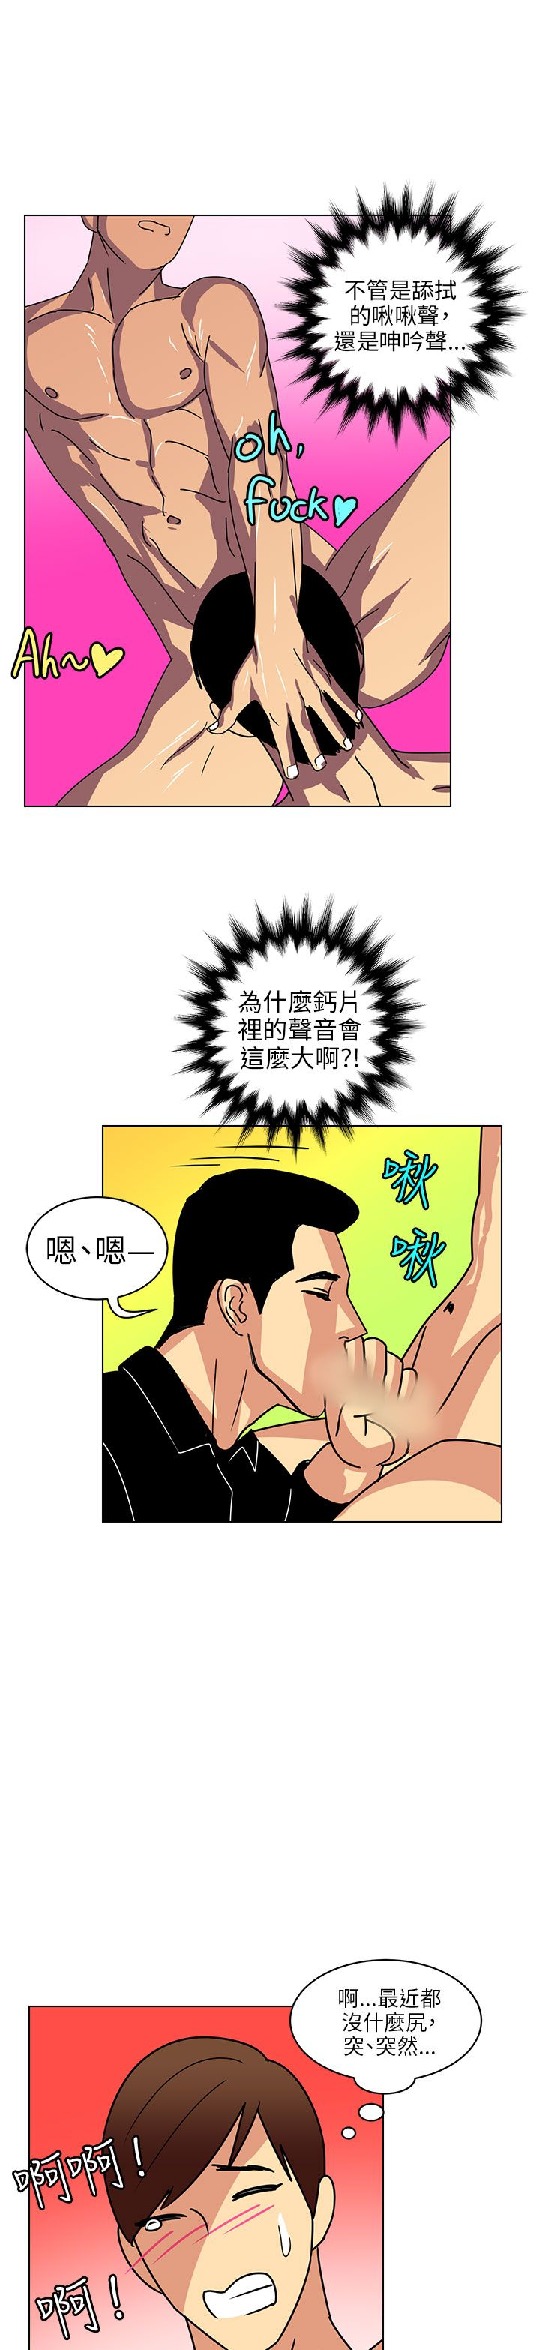 不管是舔拭
的啾啾聲，
還是呻吟聲...
oh,
fuck♥
Ah~♥
為什麼鈣片
裡的聲音會
這麼大啊?!
啾
啾
嗯、嗯—
啊...最近都
沒什麼尻，
突、突然...
啊啊！
啊！